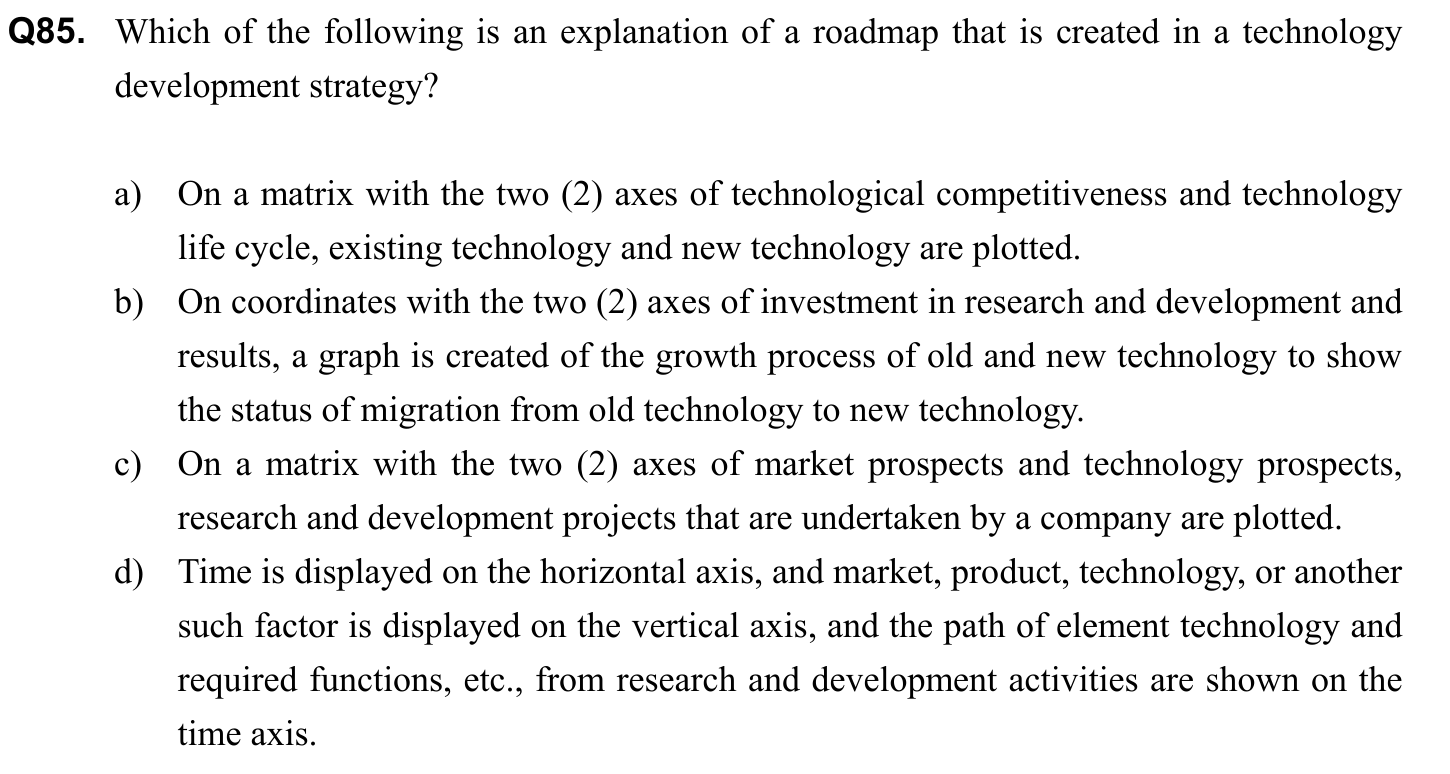 Q85. Which of the following is an explanation of a roadmap that is created in a technology
development strategy?
a) On a matrix with the two (2) axes of technological competitiveness and technology
life cycle, existing technology and new technology are plotted.
b) On coordinates with the two (2) axes of investment in research and development and
results, a graph is created of the growth process of old and new technology to show
the status of migration from old technology to new technology.
c) On a matrix with the two (2) axes of market prospects and technology prospects,
research and development projects that are undertaken by a company are plotted.
d) Time is displayed on the horizontal axis, and market, product, technology, or another
such factor is displayed on the vertical axis, and the path of element technology and
required functions, etc., from research and development activities are shown on the
time axis.